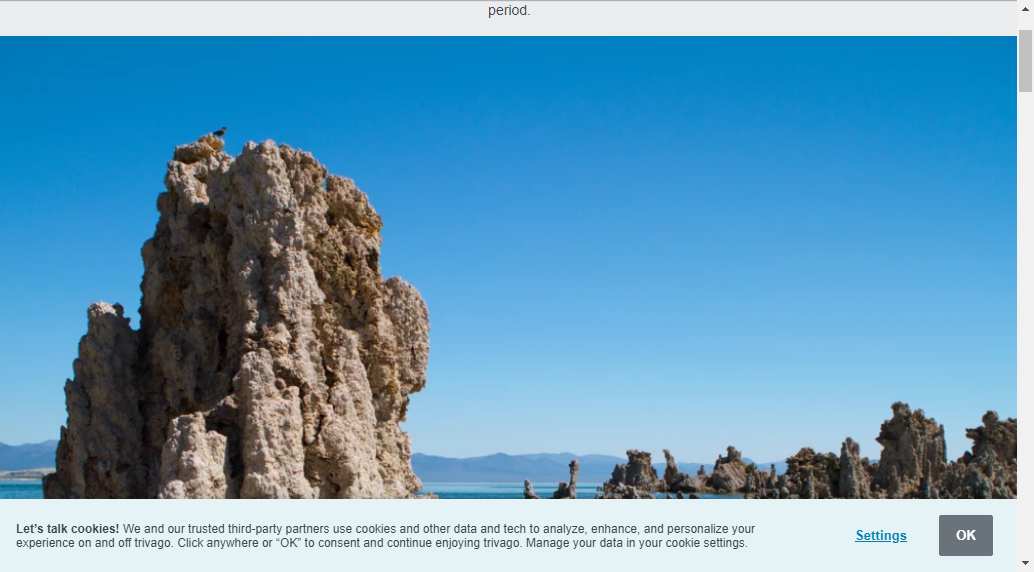 period.
Let's talk cookies! We and our trusted third-party partners use cookies and other data and tech to analyze, enhance, and personalize your
experience on and off trivago. Click anywhere or “OK” to consent and continue enjoying trivago. Manage your data in your cookie settings.
Settings
OK